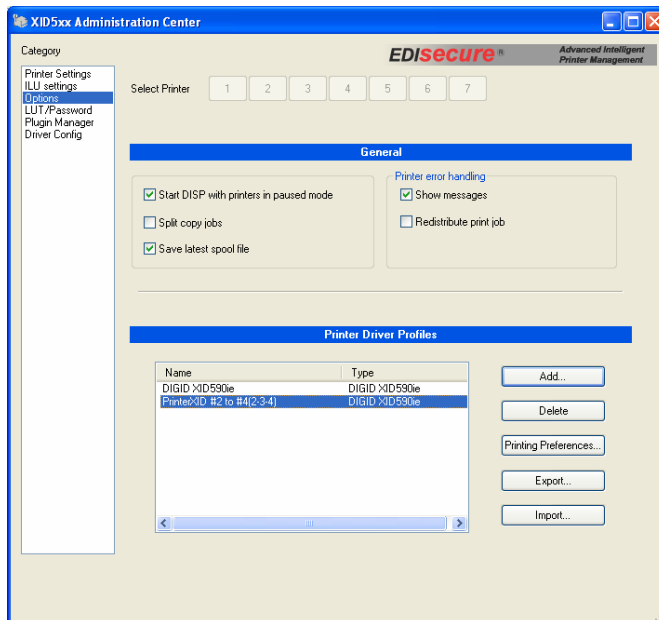 XID5xx Administration Center
Category
EDIsecure ®
Advanced Intelligent
Printer Management
Printer Settings
ILU settings
Options
LUT/Password
Plugin Manager
Driver Config
Select Printer 1 2 3 4 5 6 7
General
Printer error handling
Start DISP with printers in paused mode
Show messages
Split copy jobs
Redistribute print job
Save latest spool file
Printer Driver Profiles
Name Type
DIGID XID590ie DIGID XID590ie
PrinterXID #2 to #4(2-3-4) DIGID XID590ie
Add...
Delete
Printing Preferences...
Export...
Import...